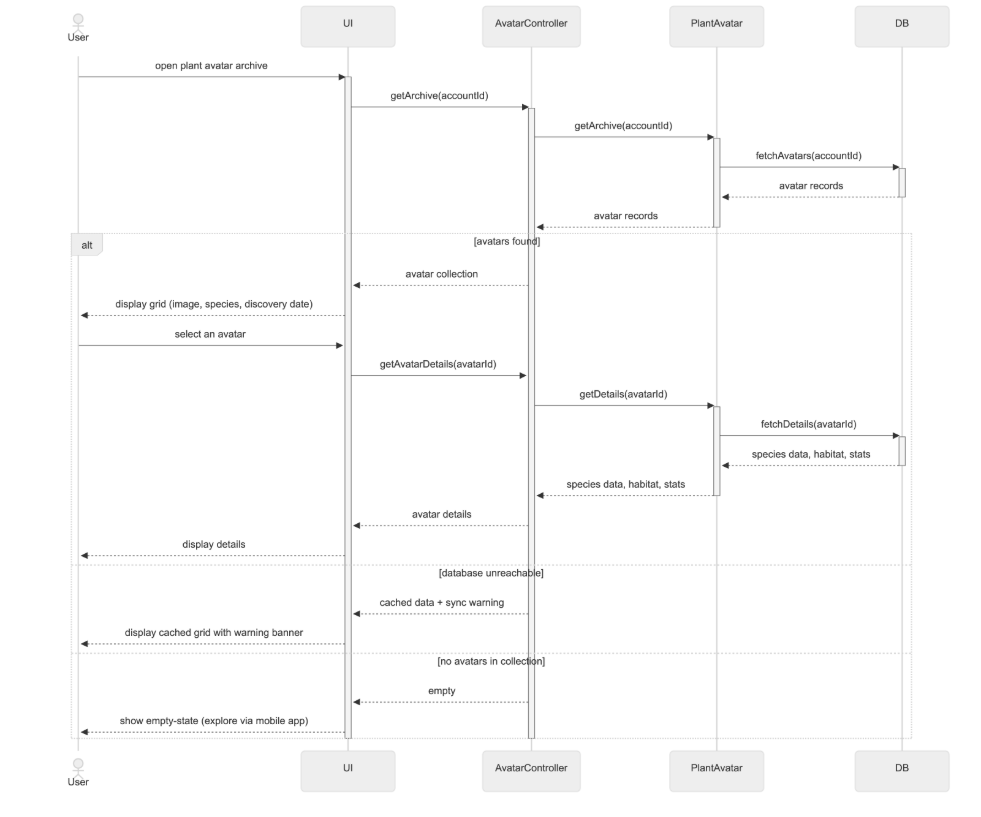 User
UI
AvatarController
PlantAvatar
DB
open plant avatar archive
getArchive(accountId)
getArchive(accountId)
fetchAvatars(accountId)
avatar records
avatar records
alt
[avatars found]
avatar collection
display grid (image, species, discovery date)
select an avatar
getAvatarDetails(avatarId)
getDetails(avatarId)
fetchDetails(avatarId)
species data, habitat, stats
species data, habitat, stats
avatar details
display details
[database unreachable]
cached data + sync warning
display cached grid with warning banner
[no avatars in collection]
empty
show empty-state (explore via mobile app)
User
UI
AvatarController
PlantAvatar
DB